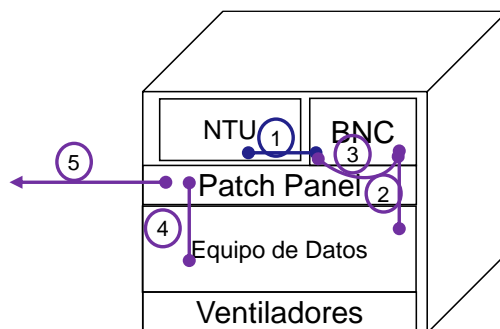 NTU
1
BNC
3
5
Patch Panel
2
4
Equipo de Datos
Ventiladores